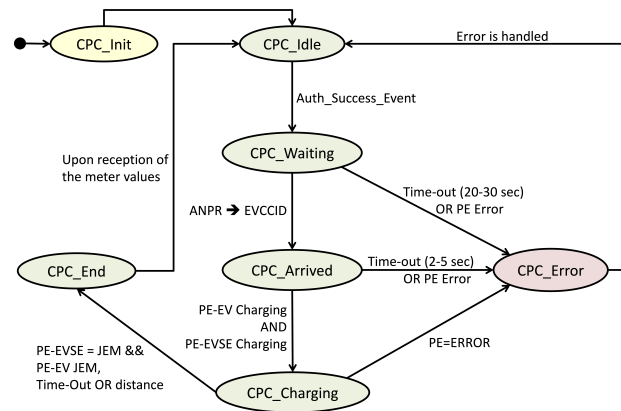 CPC_Init
CPC_Idle
Error is handled
Auth_Success_Event
CPC_Waiting
Upon reception of
the meter values
Time-out (20-30 sec)
OR PE Error
ANPR ➔ EVCCID
CPC_End
CPC_Arrived
Time-out (2-5 sec)
OR PE Error
CPC_Error
PE-EV Charging
AND
PE-EVSE Charging
PE=ERROR
PE-EVSE = JEM &&
PE-EV JEM,
Time-Out OR distance
CPC_Charging